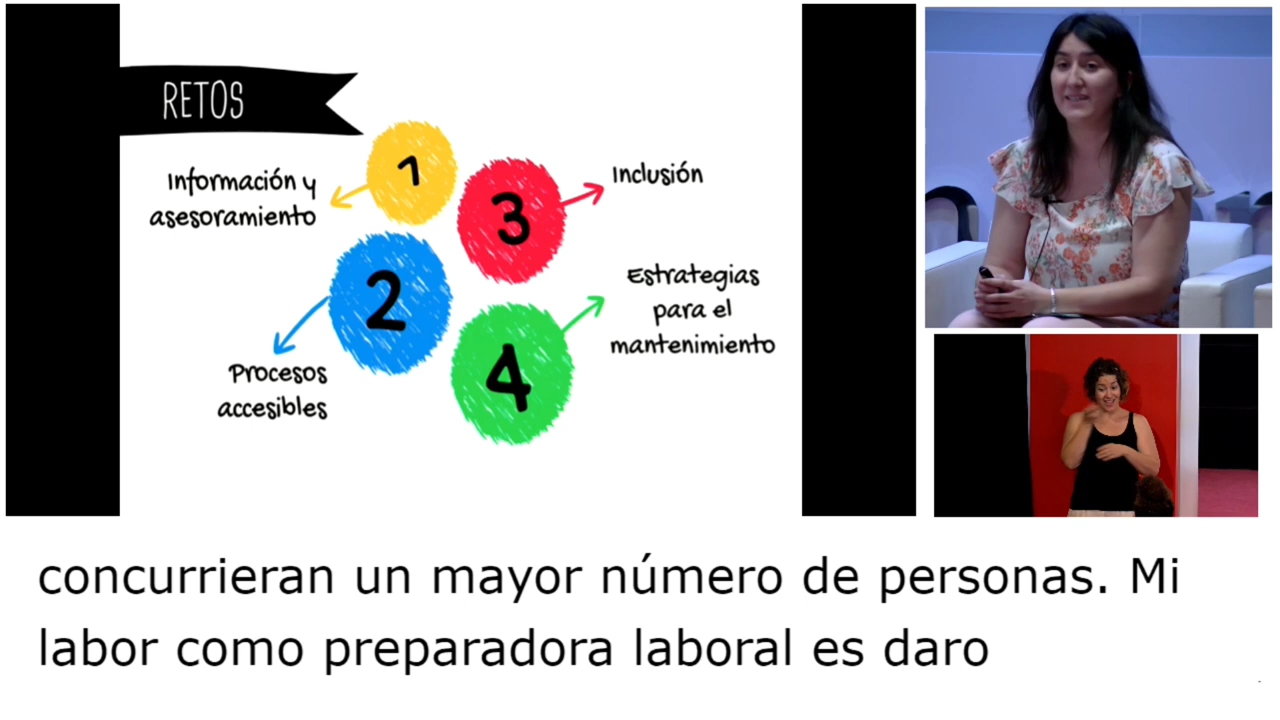 RETOS
1
Información y
asesoramiento
2
Procesos
accesibles
3
Inclusión
4
Estrategias
para el
mantenimiento
concurrieran un mayor número de personas. Mi
labor como preparadora laboral es daro